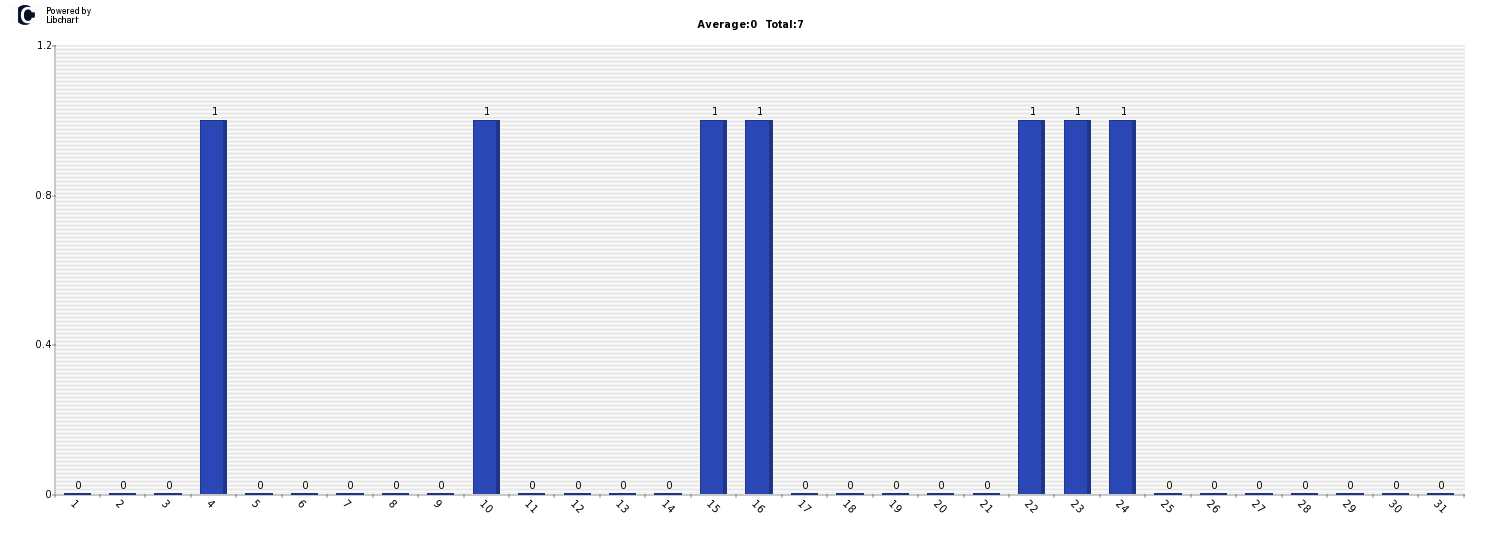 Powered by
Libchart
Average:0 Total:7
1.2
0.8
0.4
0
0 0 0 1 0 0 0 0 0 1 0 0 0 0 1 1 0 0 0 0 0 1 1 1 0 0 0 0 0 0 0
1 2 3 4 5 6 7 8 9 10 11 12 13 14 15 16 17 18 19 20 21 22 23 24 25 26 27 28 29 30 31